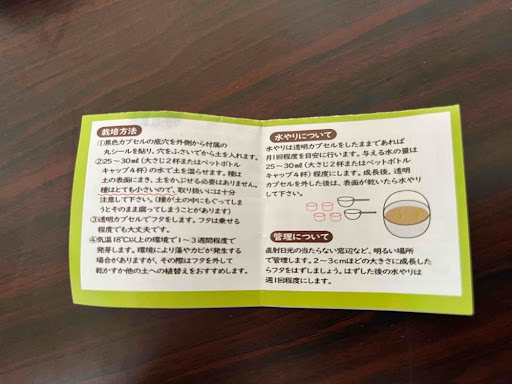 栽培方法
①黒色カプセルの底穴を外側から付属の
丸シールを貼り、穴をふさいでから土を入れます。
②25〜30㎖(大さじ2杯またはペットボトル
キャップ4杯)の水で土を湿らせます。種は
土の表面にまき、土をかぶせる必要はありません。
種はとても小さいので、取り扱いには十分
注意して下さい。(種が土の中にもぐってしま
うとそのまま腐ってしまうことがあります)
③透明カプセルでフタをします。フタは乗せる
程度でも大丈夫です。
④気温18℃以上の環境で1〜3週間程度で
発芽します。環境により藻やカビが発生する
場合がありますが、その際はフタを外して
乾かすか他の土への植替えをおすすめします。
水やりについて
水やりは透明カプセルをしたままであれば
月1回程度を目安に行います。与える水の量は
25〜30㎖(大さじ2杯またはペットボトル
キャップ4杯)程度にします。成長後、透明
カプセルを外した後は、表面が乾いたら水やり
して下さい。
管理について
直射日光の当たらない窓辺など、明るい場所
で管理します。2〜3cmほどの大きさに成長した
らフタをはずしましょう。はずした後の水やりは
週1回程度にします。